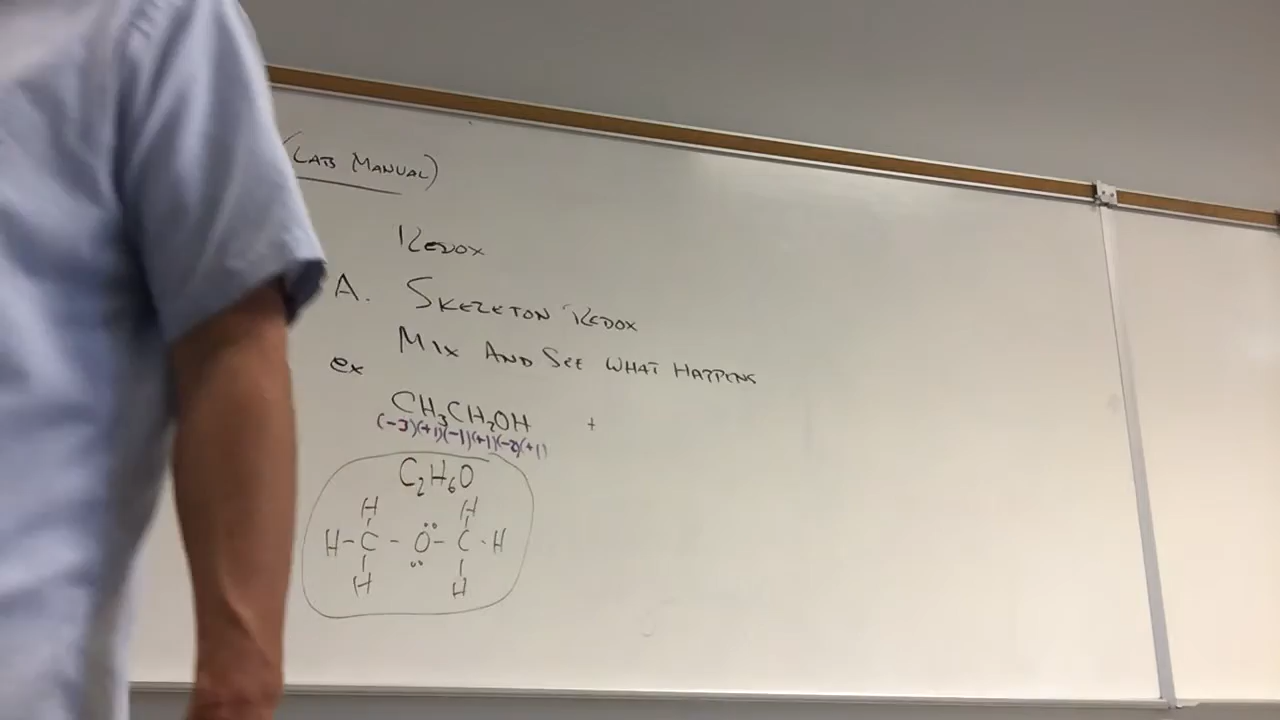 (LAB MANUAL)
REDOX
A. SKELETON REDOX
MIX AND SEE WHAT HAPPENS
ex CH₃CH₂OH +
(-3)(+1)(-1)(+1)(-2)(+1)
C₂H₆O
H H
H-C-O-C-H
H H